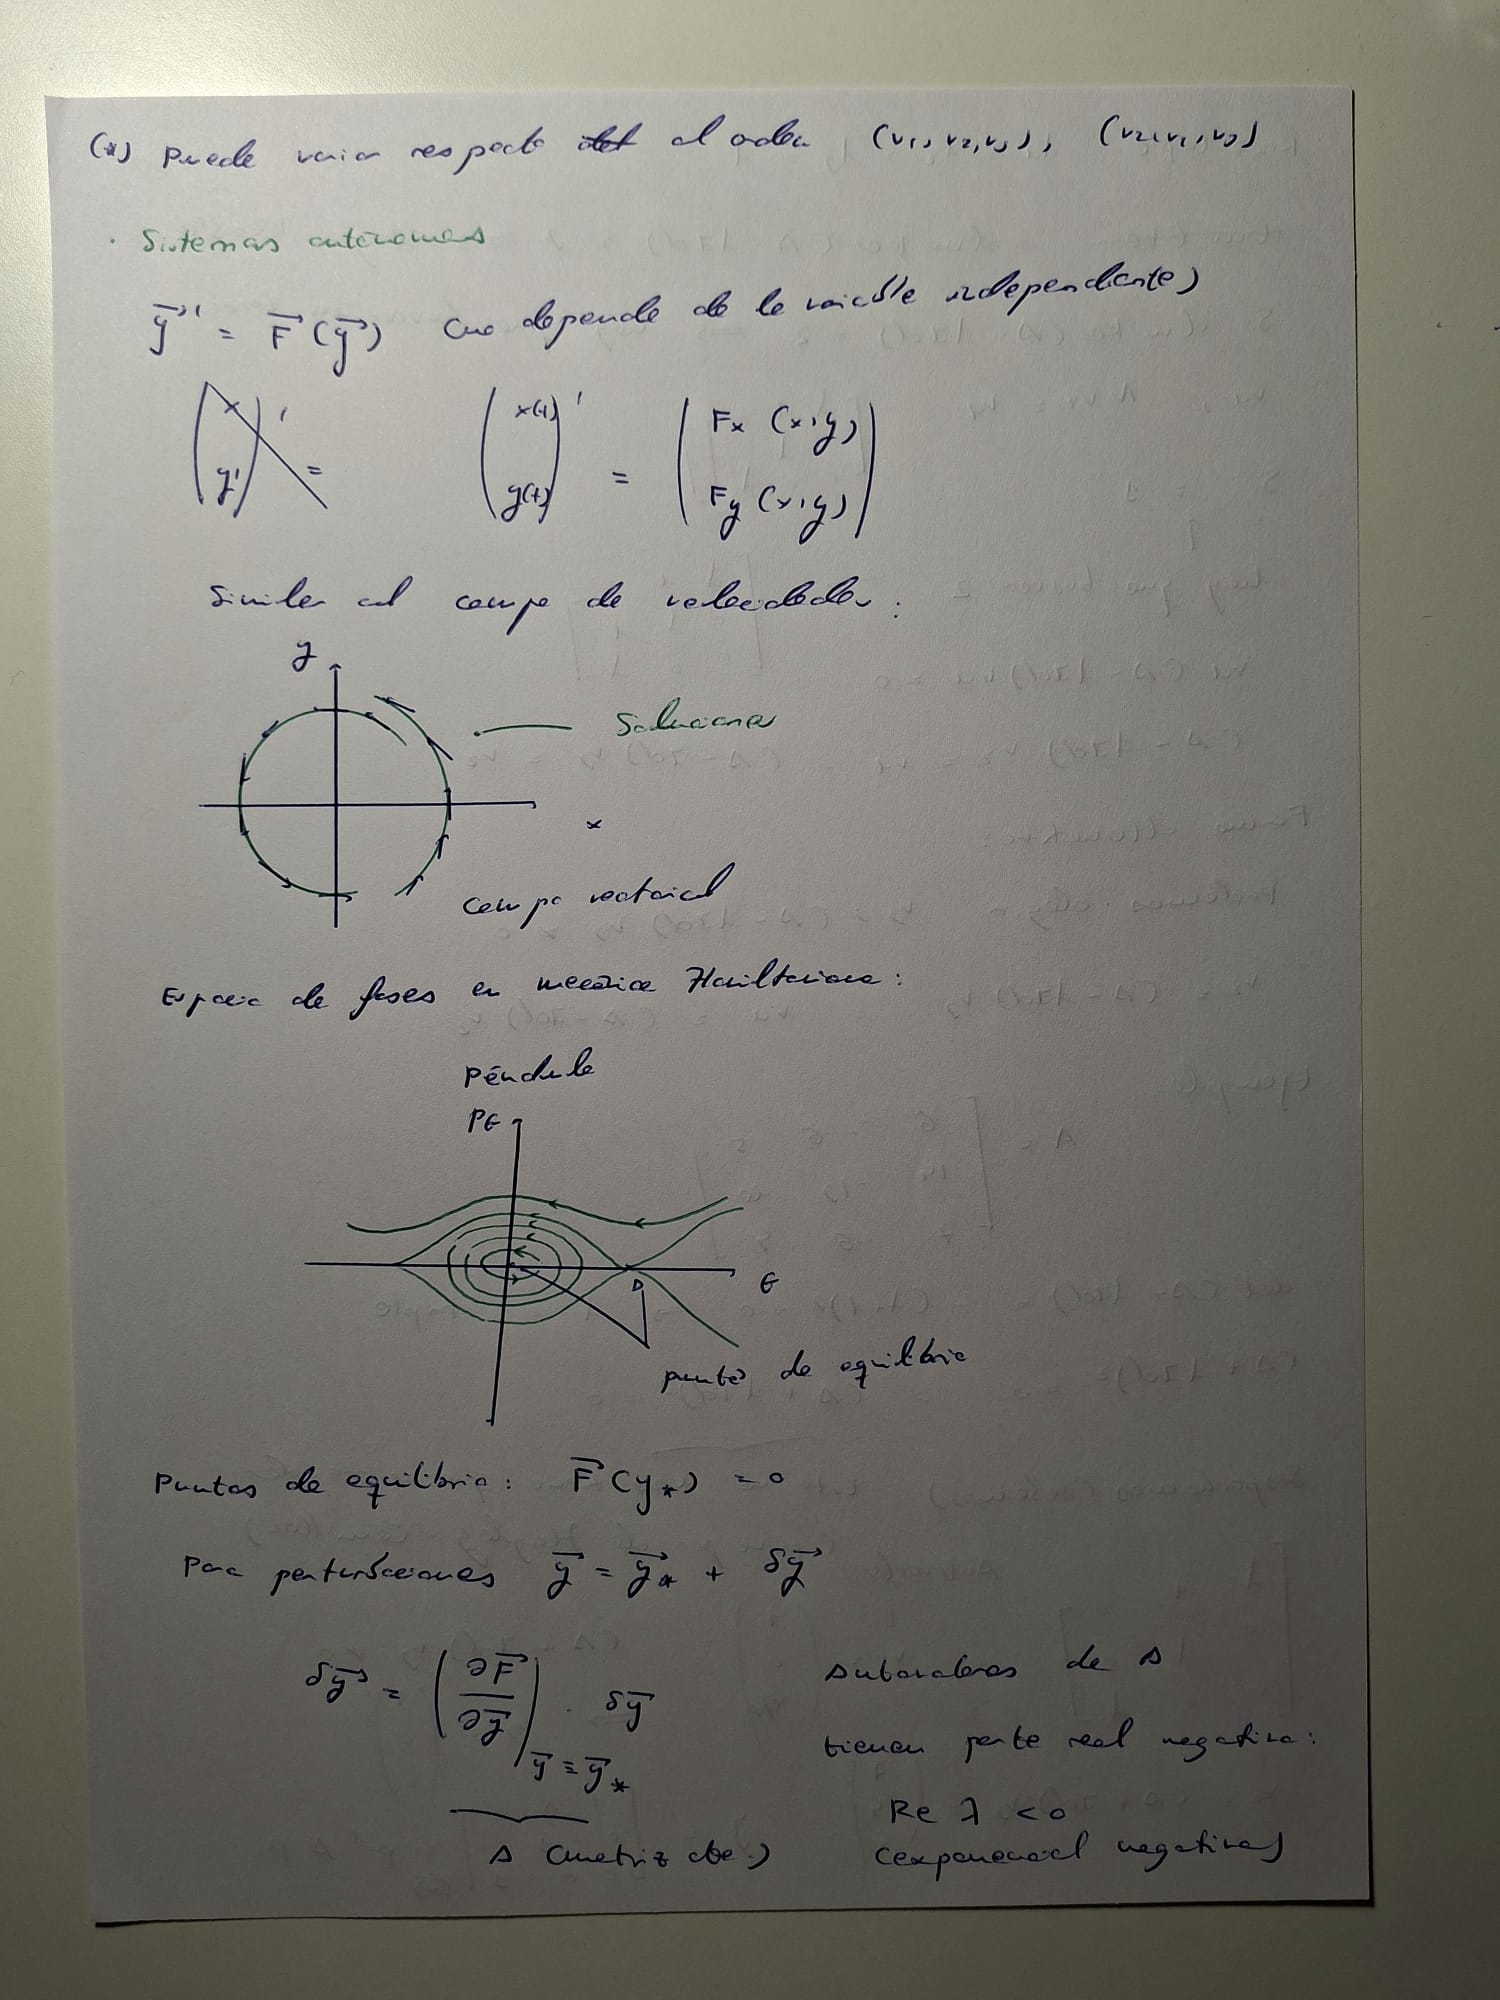 (*) Puede variar respecto al orden, (v1, v2, v3), (v2, v1, v3)
· Sistemas autónomos
y⃗' = F⃗(y⃗) (no depende de la variable independiente)
(x y')' = (x(t) y(t))' = (Fx (x,y) Fy (x,y))
Similar al campo de velocidades:
y
Soluciones
x
campo vectorial
Espacio de fases en mecánica Hamiltoniana:
Péndulo
Pθ
θ
puntos de equilibrio
Puntos de equilibrio: F⃗(y*) = 0
Para perturbaciones y⃗ = y⃗* + δy⃗
δy⃗ = (∂F⃗/∂y⃗) y⃗=y⃗* · δy⃗
A (matriz cte)
Autovalores de A
tienen parte real negativa:
Re λ < 0
(exponencial negativa)